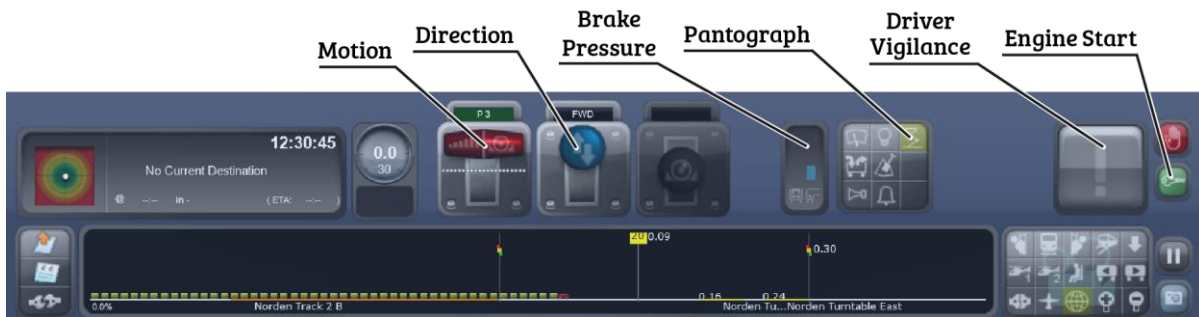 Motion
Direction
Brake
Pressure
Pantograph
Driver
Vigilance
Engine Start
12:30:45
No Current Destination
@ --:-- in - ( ETA: --:-- )
0.0
30
P 3
FWD
20 0.09
0.30
0.16 0.24
0.0%
Norden Track 2 B
Norden Tu...Norden Turntable East
1
2